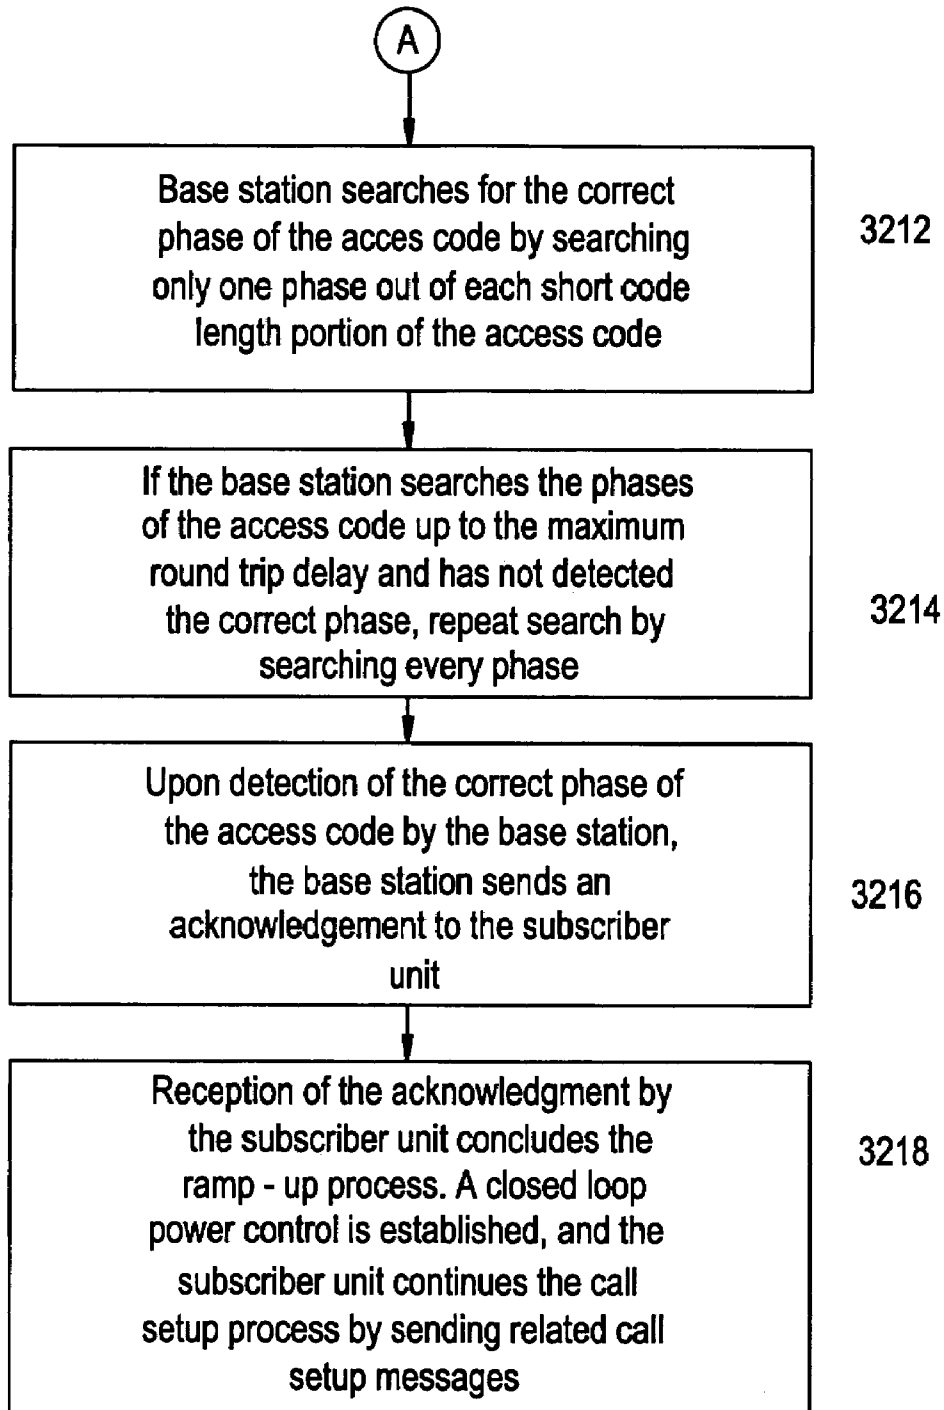 A
Base station searches for the correct
phase of the acces code by searching
only one phase out of each short code
length portion of the access code
3212
If the base station searches the phases
of the access code up to the maximum
round trip delay and has not detected
the correct phase, repeat search by
searching every phase
3214
Upon detection of the correct phase of
the access code by the base station,
the base station sends an
acknowledgement to the subscriber
unit
3216
Reception of the acknowledgment by
the subscriber unit concludes the
ramp - up process. A closed loop
power control is established, and the
subscriber unit continues the call
setup process by sending related call
setup messages
3218